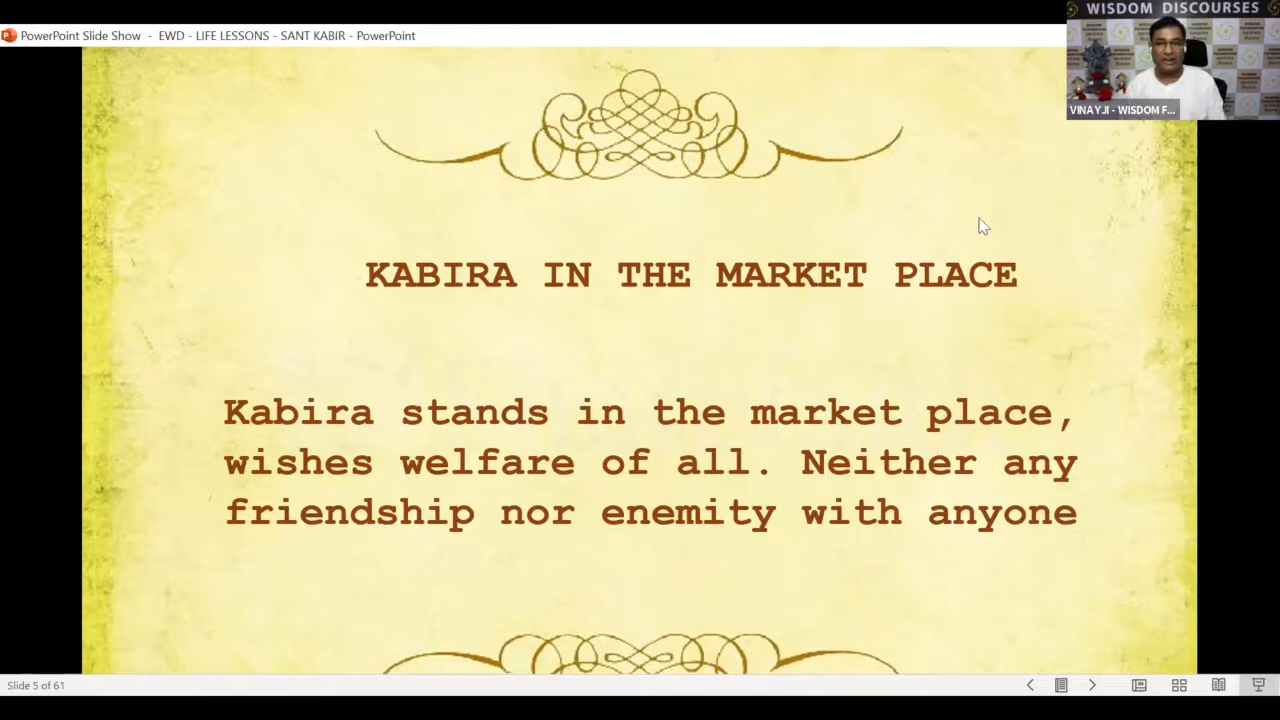 WISDOM DISCOURSES
PowerPoint Slide Show - EWD - LIFE LESSONS - SANT KABIR - PowerPoint
VINAYJI - WISDOM F...
KABIRA IN THE MARKET PLACE
Kabira stands in the market place,
wishes welfare of all. Neither any
friendship nor enemity with anyone
Slide 5 of 61